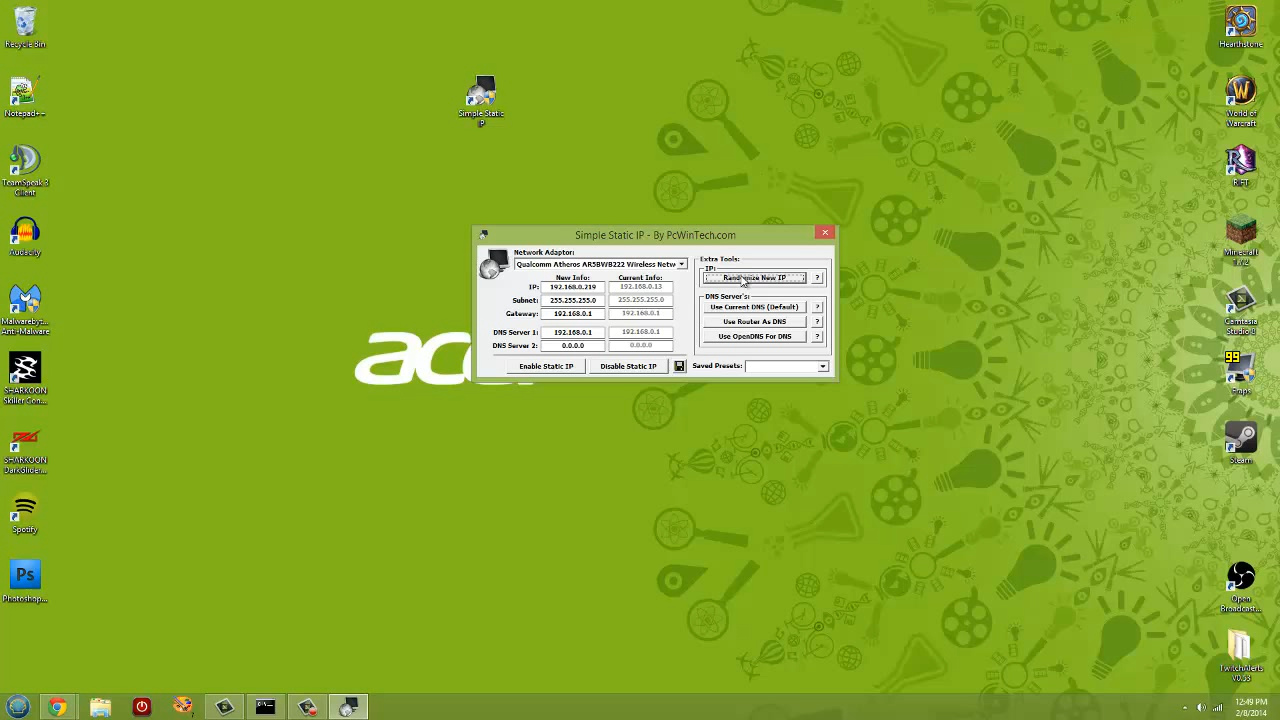 Recycle Bin
Notepad++
TeamSpeak 3
Client
Audacity
Malwareby...
Anti-Malware
SHARKOON
Skiller Con...
SHARKOON
DarkGlider...
Spotify
Ps
Photoshop...
Simple Static
IP
Simple Static IP - By PcWinTech.com
Network Adaptor:
Qualcomm Atheros AR5BWB222 Wireless Netw
New Info:
Current Info:
IP:
192.168.0.219
192.168.0.13
Subnet:
255.255.255.0
255.255.255.0
Gateway:
192.168.0.1
192.168.0.1
DNS Server 1:
192.168.0.1
192.168.0.1
DNS Server 2:
0.0.0.0
0.0.0.0
Enable Static IP
Disable Static IP
Extra Tools:
IP:
Randomize New IP
?
DNS Server's:
Use Current DNS (Default)
?
Use Router As DNS
?
Use OpenDNS For DNS
?
Saved Presets:
Hearthstone
W
World of
Warcraft
RIFT
Minecraft
Camtasia
Studio 8
99
Fraps
Steam
Open
Broadcast...
TwitchAlerts
V0.53
12:49 PM
2/8/2014